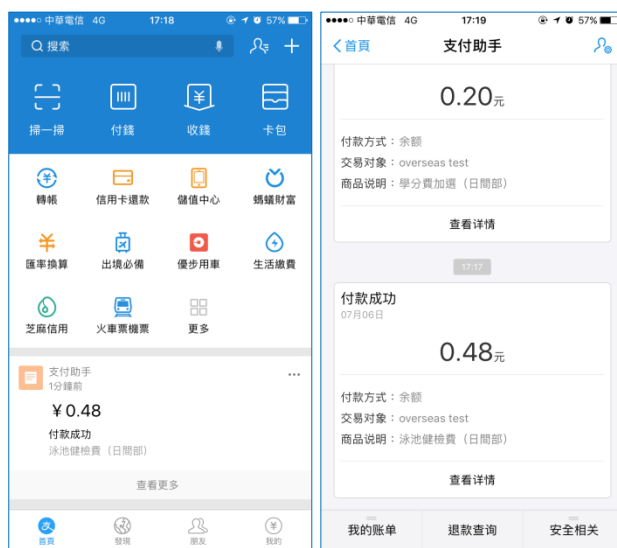 中華電信 4G 17:18 57%
搜索
掃一掃 付錢 收錢 卡包
轉帳 信用卡還款 儲值中心 螞蟻財富
匯率換算 出境必備 優步用車 生活繳費
芝麻信用 火車票機票 更多
支付助手
1分鐘前
¥0.48
付款成功
泳池健檢費（日間部）
查看更多
首頁 發現 朋友 我的
中華電信 4G 17:19 57%
首頁 支付助手
0.20元
付款方式：余额
交易对象：overseas test
商品说明：學分費加選（日間部）
查看详情
17:17
付款成功
07月06日
0.48元
付款方式：余额
交易对象：overseas test
商品说明：泳池健檢費（日間部）
查看详情
我的账单 退款查询 安全相关